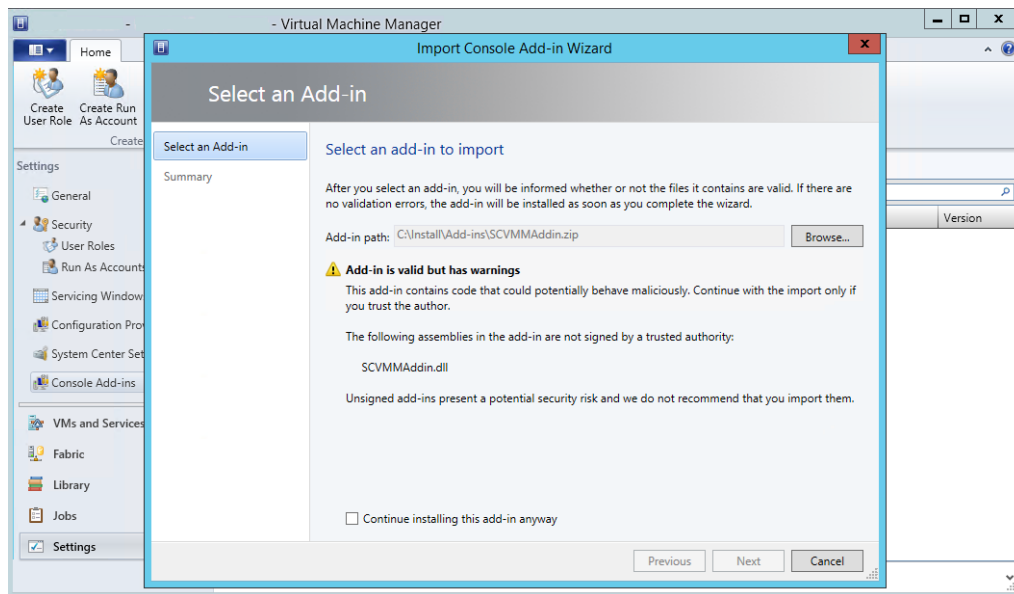 - - Virtual Machine Manager
Home
Create User Role
Create Run As Account
Create
Settings
General
Security
User Roles
Run As Accounts
Servicing Window
Configuration Pro
System Center Set
Console Add-ins
VMs and Services
Fabric
Library
Jobs
Settings
Import Console Add-in Wizard
x
Select an Add-in
Select an Add-in
Summary
Select an add-in to import
After you select an add-in, you will be informed whether or not the files it contains are valid. If there are
no validation errors, the add-in will be installed as soon as you complete the wizard.
Add-in path: C:\Install\Add-ins\SCVMMAddin.zip Browse...
Add-in is valid but has warnings
This add-in contains code that could potentially behave maliciously. Continue with the import only if
you trust the author.
The following assemblies in the add-in are not signed by a trusted authority:
SCVMMAddin.dll
Unsigned add-ins present a potential security risk and we do not recommend that you import them.
Continue installing this add-in anyway
Previous Next Cancel
Version